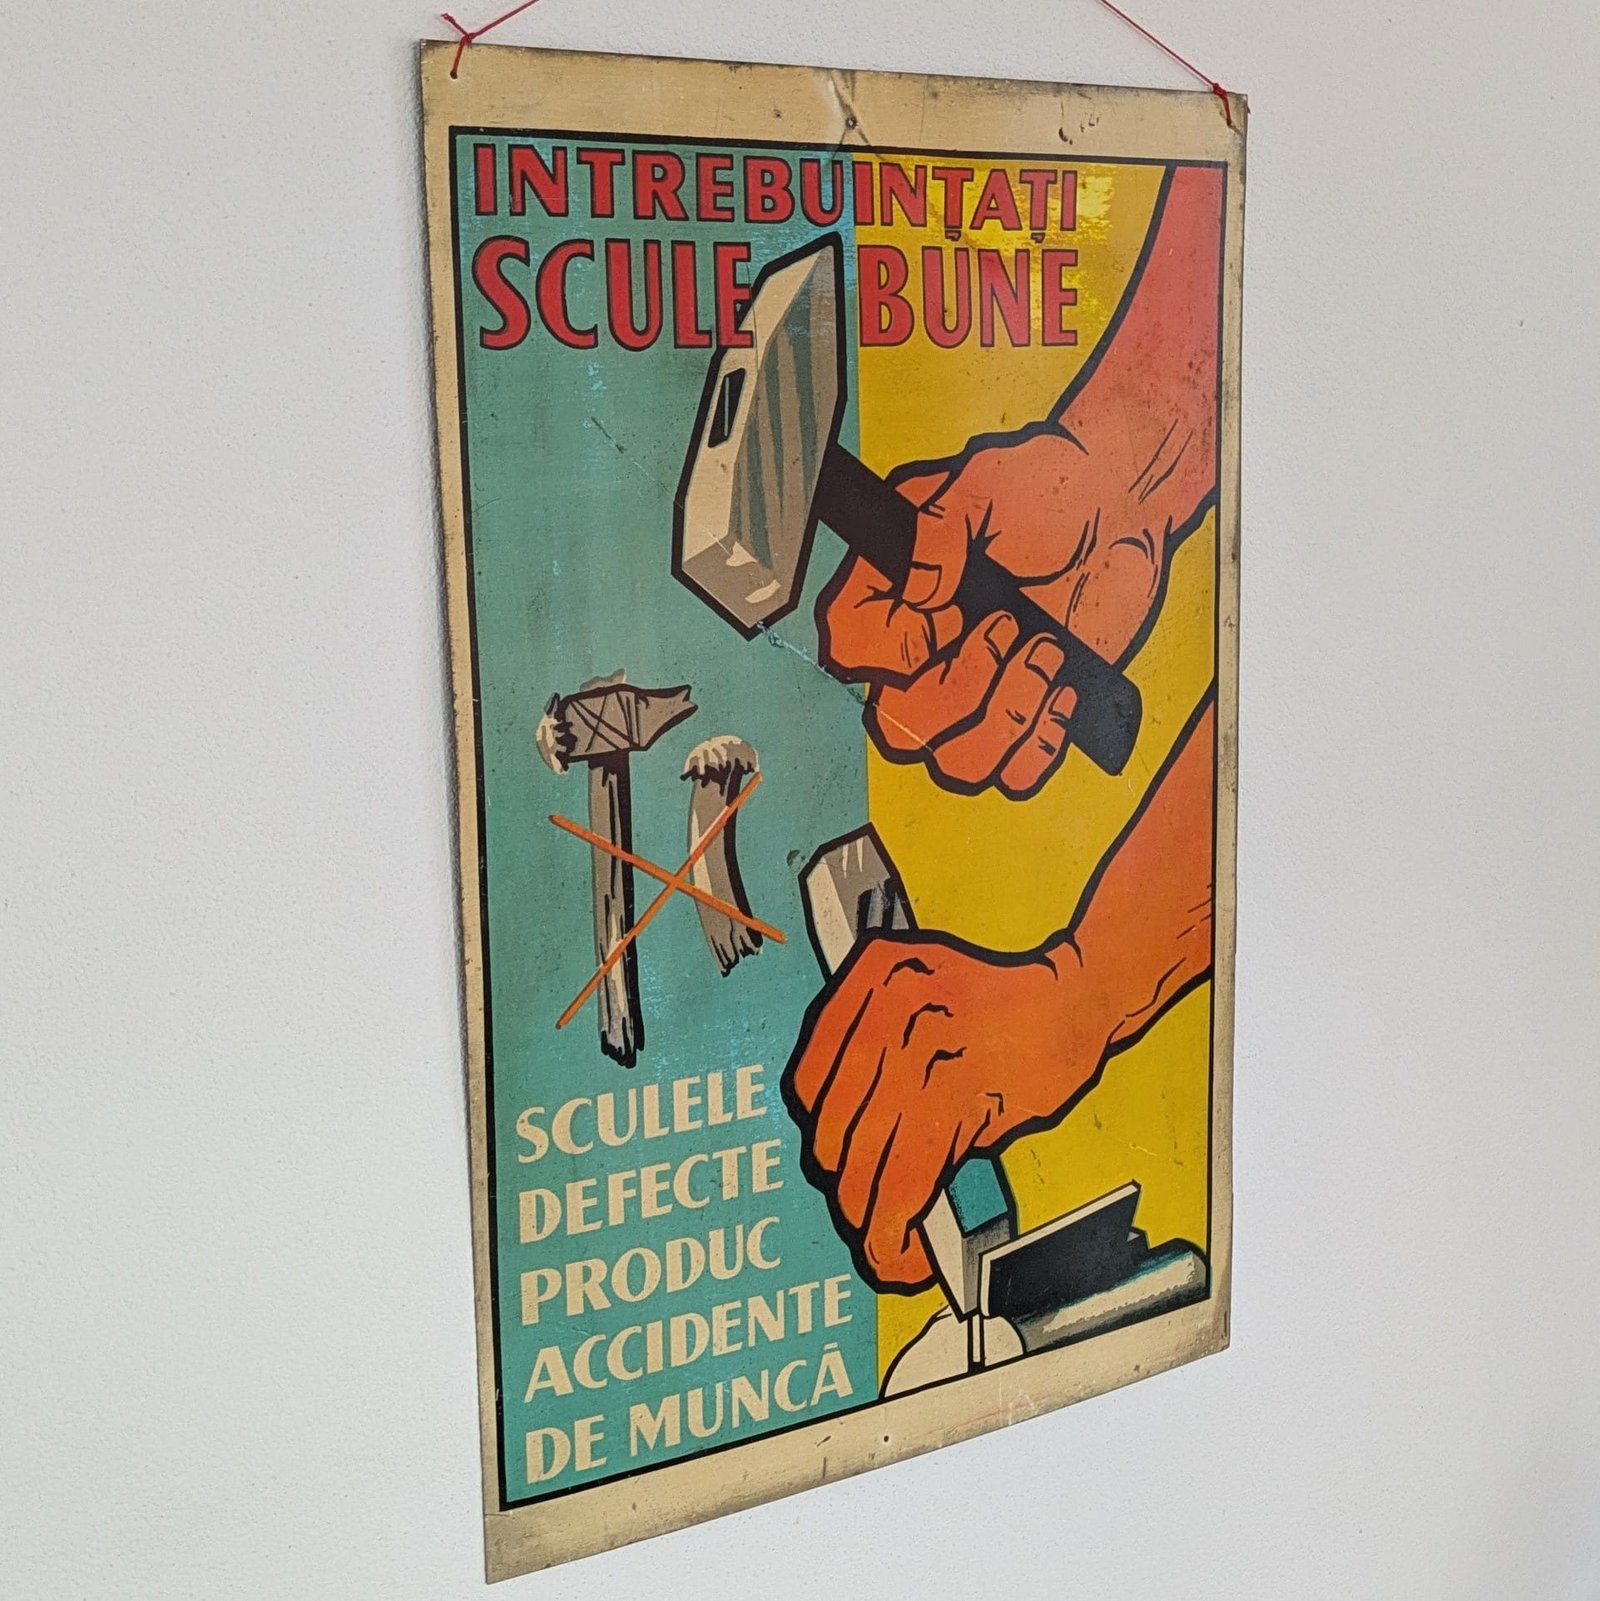 INTREBUINȚAȚI
SCULE BUNE
SCULELE
DEFECTE
PRODUC
ACCIDENTE
DE MUNCĂ